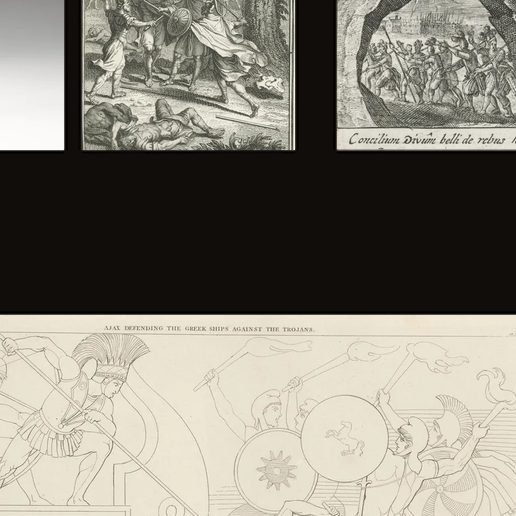 Concilium Divûm belli de rebus
AJAX DEFENDING THE GREEK SHIPS AGAINST THE TROJANS.